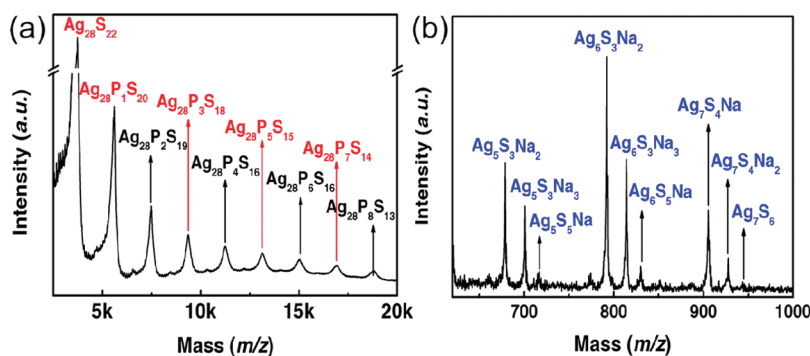 (a)
Ag₂₈S₂₂
Ag₂₈P₁S₂₀
Ag₂₈P₃S₁₈
Ag₂₈P₅S₁₅
Ag₂₈P₇S₁₄
Ag₂₈P₂S₁₉
Ag₂₈P₄S₁₆
Ag₂₈P₆S₁₆
Ag₂₈P₈S₁₃
Intensity (a.u.)
5k 10k 15k 20k
Mass (m/z)
(b)
Ag₆S₃Na₂
Ag₇S₄Na
Ag₅S₃Na₂
Ag₆S₃Na₃
Ag₇S₄Na₂
Ag₅S₃Na₃
Ag₆S₅Na
Ag₅S₅Na
Ag₇S₆
Intensity (a.u.)
700 800 900 1000
Mass (m/z)